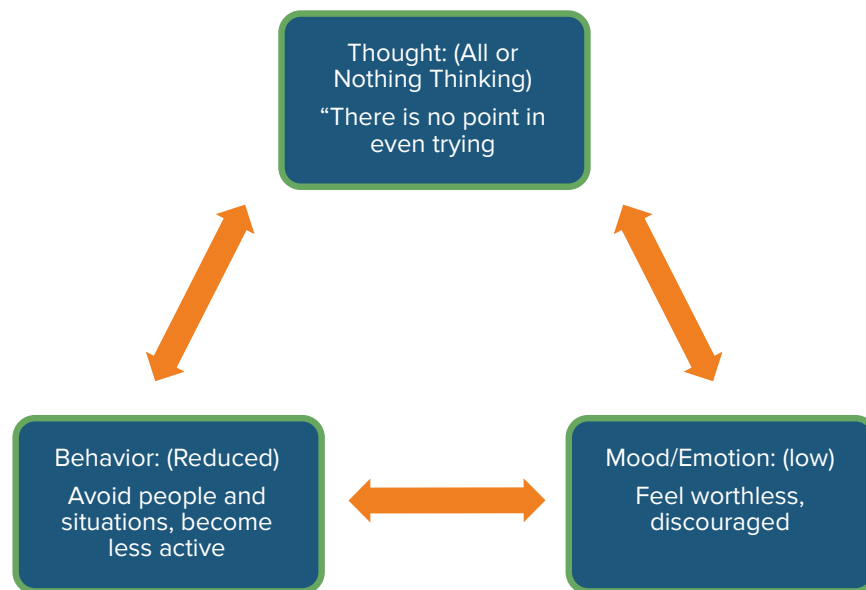 Thought: (All or
Nothing Thinking)
“There is no point in
even trying
Behavior: (Reduced)
Avoid people and
situations, become
less active
Mood/Emotion: (low)
Feel worthless,
discouraged